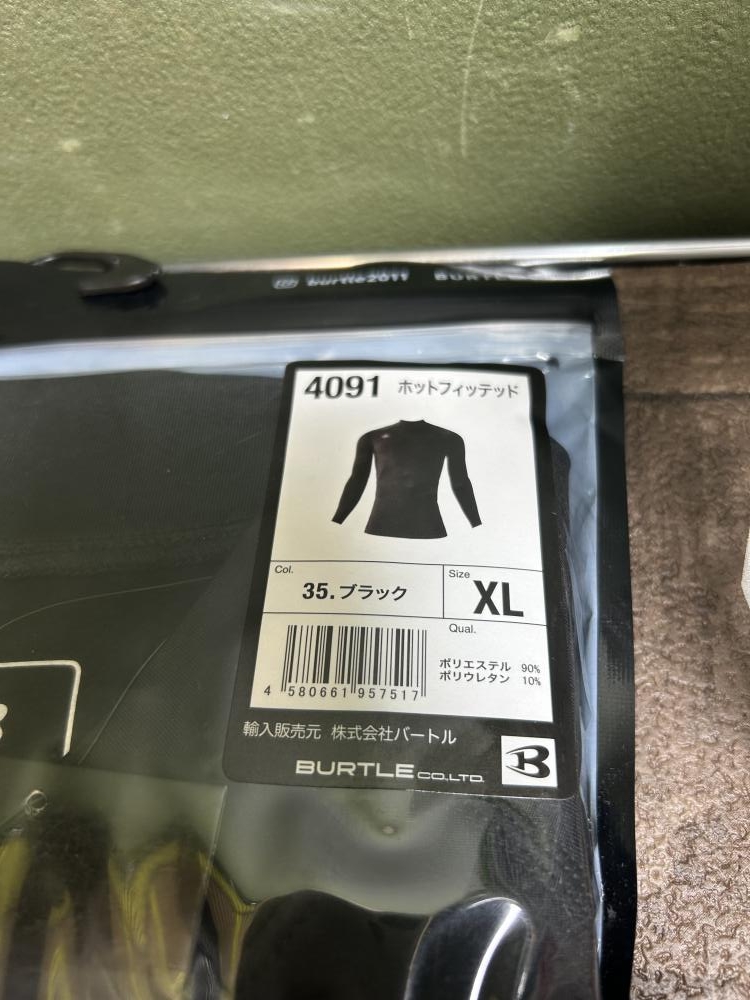 burtle2011 BURTLE
4091 ホットフィッテッド
Col.
35.ブラック
Size
XL
Qual.
ポリエステル 90%
ポリウレタン 10%
4 580661 957517
輸入販売元 株式会社バートル
BURTLE CO.LTD.
B